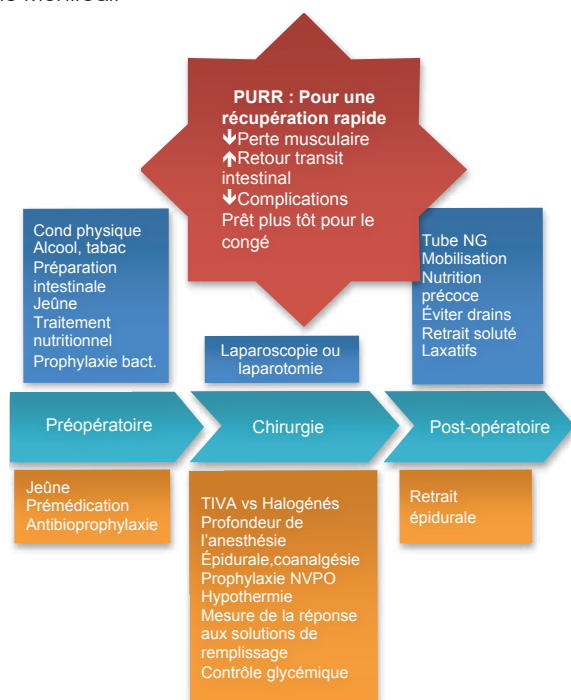 PURR : Pour une
récupération rapide
🡳Perte musculaire
🡱Retour transit
intestinal
🡳Complications
Prêt plus tôt pour le
congé
Cond physique
Alcool, tabac
Préparation
intestinale
Jeûne
Traitement
nutritionnel
Prophylaxie bact.
Laparoscopie ou
laparotomie
Tube NG
Mobilisation
Nutrition
précoce
Éviter drains
Retrait soluté
Laxatifs
Préopératoire
Chirurgie
Post-opératoire
Jeûne
Prémédication
Antibioprophylaxie
TIVA vs Halogénés
Profondeur de
l'anesthésie
Épidurale,coanalgésie
Prophylaxie NVPO
Hypothermie
Mesure de la réponse
aux solutions de
remplissage
Contrôle glycémique
Retrait
épidurale